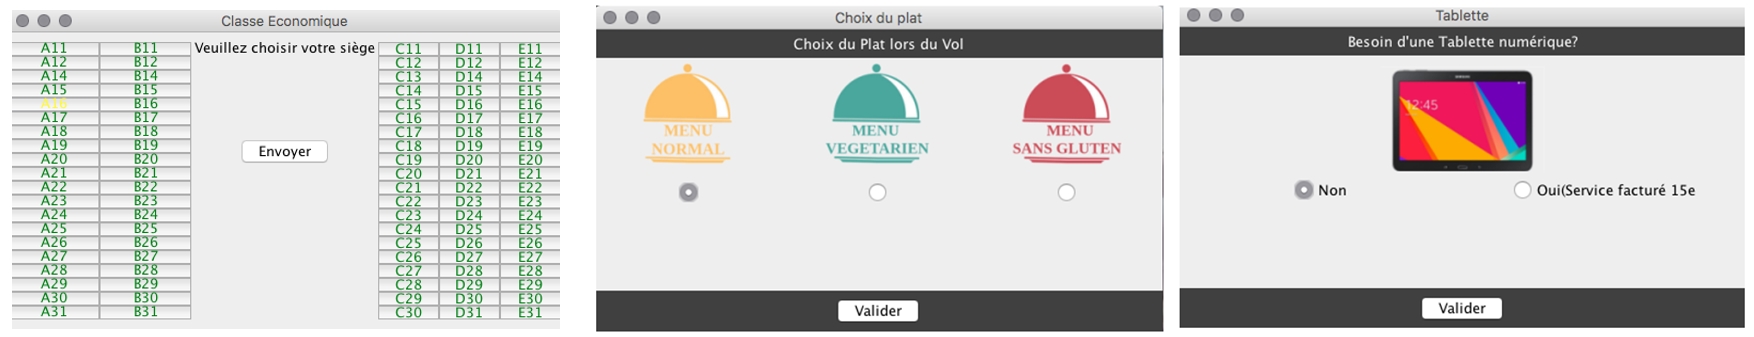 Classe Economique
A11 B11 Veuillez choisir votre siège C11 D11 E11
A12 B12 C12 D12 E12
A14 B14 C13 D14 E14
A15 B15 C14 D15 E15
A16 B16 C15 D16 E16
A17 B17 C16 D17 E17
A18 B18 C17 D18 E18
A19 B19 C18 D19 E19
A20 B20 C19 D20 E20
A21 B21 C20 D21 E21
A22 B22 C21 D22 E22
A23 B23 C22 D23 E23
A24 B24 C23 D24 E24
A25 B25 C24 D25 E25
A26 B26 C25 D26 E26
A27 B27 C26 D27 E27
A28 B28 C27 D28 E28
A29 B29 C28 D29 E29
A30 B30 C29 D30 E30
A31 B31 C30 D31 E31
Envoyer
Choix du plat
Choix du Plat lors du Vol
MENU
NORMAL
MENU
VEGETARIEN
MENU
SANS GLUTEN
Valider
Tablette
Besoin d'une Tablette numérique?
SAMSUNG
12:45
Non
Oui(Service facturé 15e
Valider